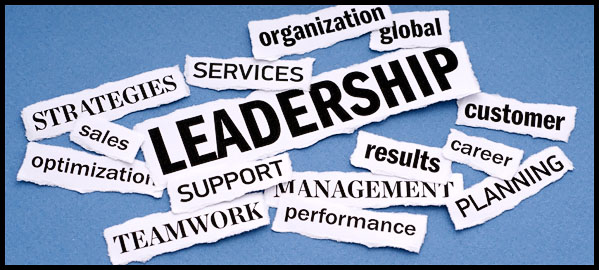 organization
global
SERVICES
STRATEGIES
LEADERSHIP
sales
customer
optimization
SUPPORT
results
career
MANAGEMENT
PLANNING
TEAMWORK
performance